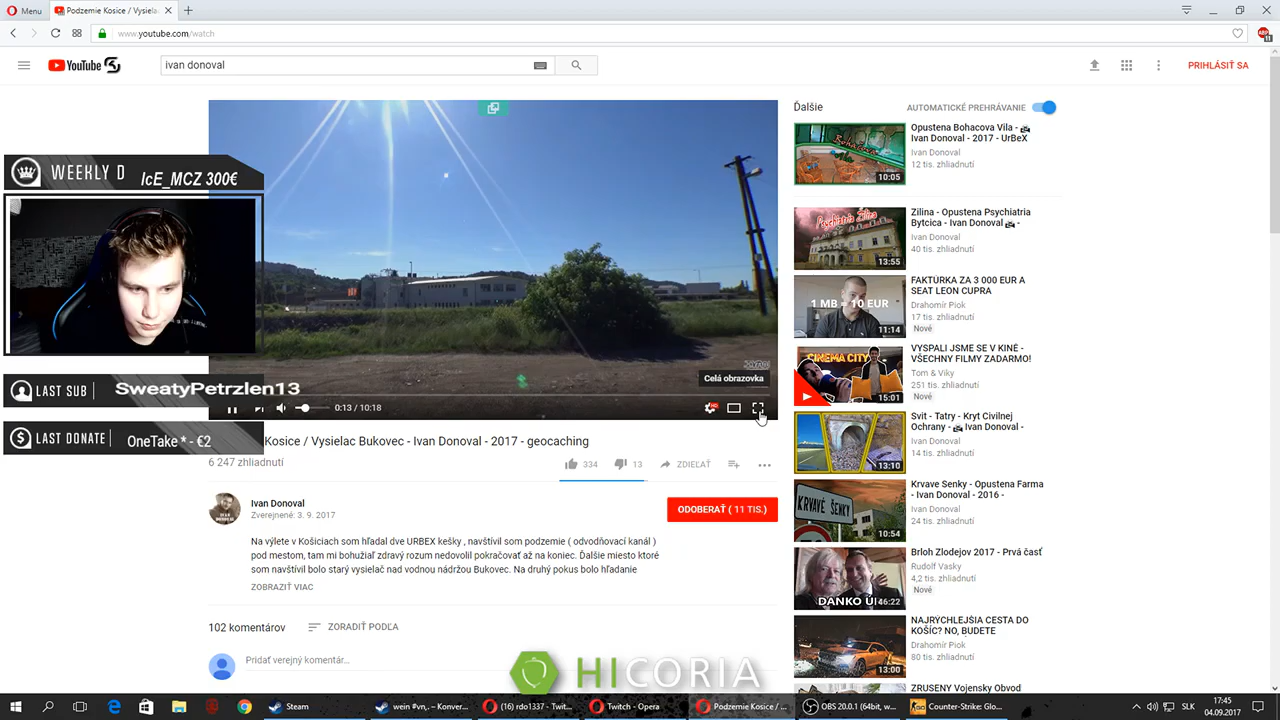 Menu
Podzemie Kosice / Vysiela
www.youtube.com/watch
YouTube
ivan donoval
PRIHLÁSIŤ SA
WEEKLY D
IcE_MCZ 300€
LAST SUB
SweatyPetrzlen13
LAST DONATE
OneTake * - €2
Celá obrazovka
0:13 / 10:18
Kosice / Vysielac Bukovec - Ivan Donoval - 2017 - geocaching
6 247 zhliadnutí
334
13
ZDIEĽAŤ
Ivan Donoval
Zverejnené: 3. 9. 2017
ODOBERAŤ ( 11 TIS.)
Na výlete v Košiciach som hľadal dve URBEX kešky , navštívil som podzemie ( odvodňovací kanál )
pod mestom, tam mi bohužiaľ zdravý rozum nedovolil pokračovať až na koniec. Ďalšie miesto ktoré
som navštívil bolo starý vysielač nad vodnou nádržou Bukovec. Na druhý pokus bolo hľadanie
ZOBRAZIŤ VIAC
102 komentárov
ZORADIŤ PODĽA
Pridať verejný komentár...
HICORIA
Ďalšie
AUTOMATICKÉ PREHRÁVANIE
Bohacova
10:05
Opustena Bohacova Vila -
Ivan Donoval - 2017 - UrBeX
Ivan Donoval
12 tis. zhliadnutí
Psychiatria Žilina
13:55
Zilina - Opustena Psychiatria
Bytcica - Ivan Donoval -
Ivan Donoval
40 tis. zhliadnutí
1 MB = 10 EUR
11:14
FAKTÚRKA ZA 3 000 EUR A
SEAT LEON CUPRA
Drahomír Piok
17 tis. zhliadnutí
Nové
CINEMA CITY
15:01
VYSPALI JSME SE V KINĚ -
VŠECHNY FILMY ZADARMO!
Tom & Viky
251 tis. zhliadnutí
Nové
13:10
Svit - Tatry - Kryt Civilnej
Ochrany - Ivan Donoval -
Ivan Donoval
14 tis. zhliadnutí
KRVAVÉ ŠENKY
10:54
Krvave Senky - Opustena Farma
- Ivan Donoval - 2016 -
Ivan Donoval
24 tis. zhliadnutí
DANKO
46:22
Brloh Zlodejov 2017 - Prvá časť
Rudolf Vasky
4,2 tis. zhliadnutí
Nové
13:00
NAJRÝCHLEJŠIA CESTA DO
KOŠÍC? NO, BUDETE
Drahomír Piok
80 tis. zhliadnutí
ZRUSENY Vojensky Obvod
Steam
wein #vn,. – Konver...
(16) rdo1337 - Twit...
Twitch - Opera
Podzemie Kosice / ...
OBS 20.0.1 (64bit, w...
Counter-Strike: Glo...
SLK
17:45
04.09.2017